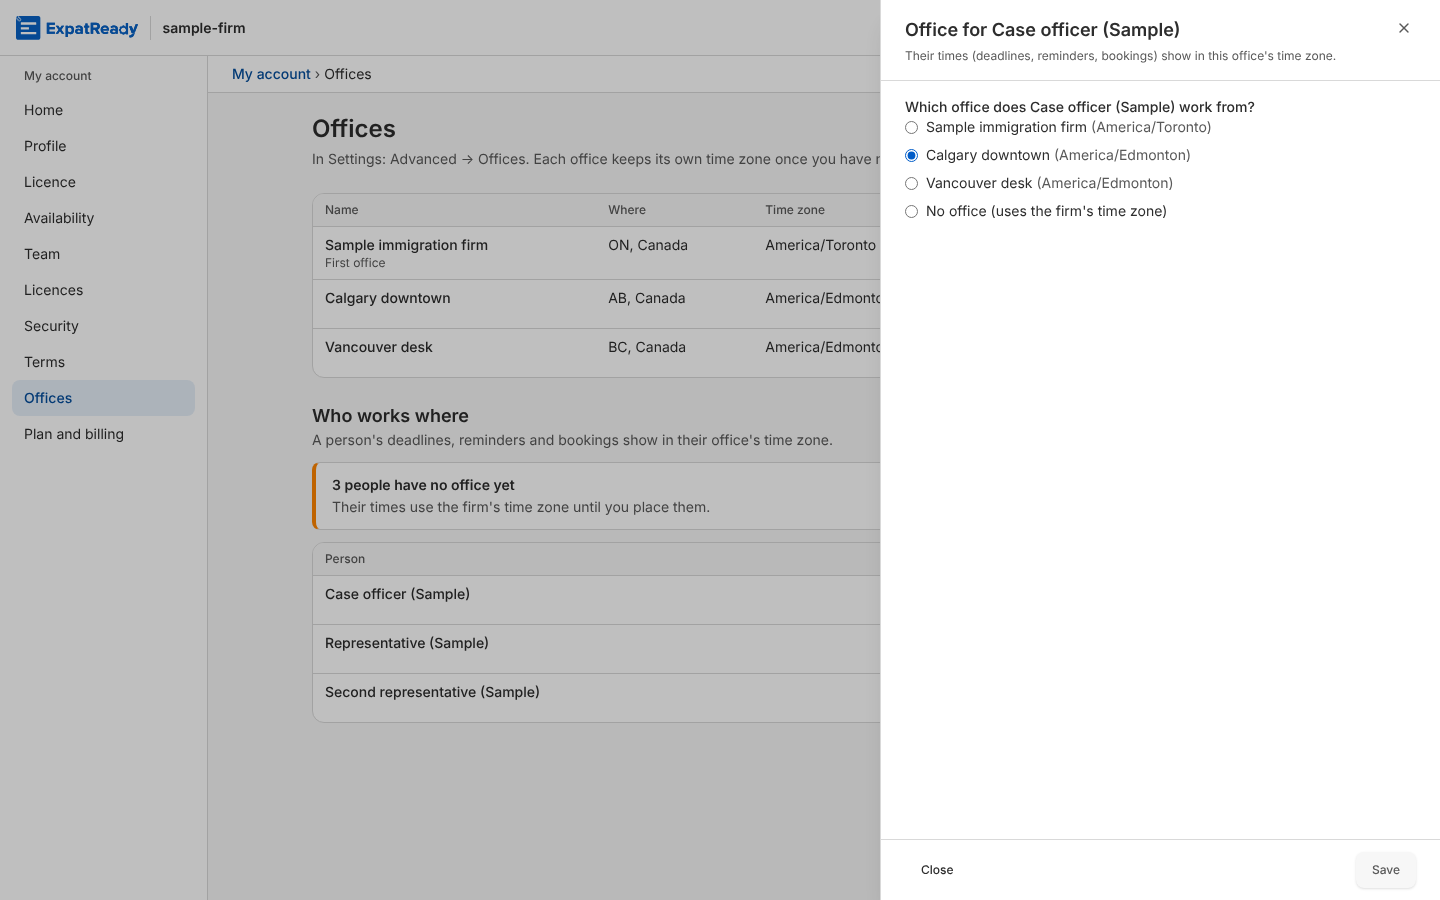 ExpatReady
sample-firm
My account
Home
Profile
Licence
Availability
Team
Licences
Security
Terms
Offices
Plan and billing
My account › Offices
Offices
In Settings: Advanced → Offices. Each office keeps its own time zone once you have
Name Where Time zone
Sample immigration firm ON, Canada America/Toronto
First office
Calgary downtown AB, Canada
Vancouver desk BC, Canada
Who works where
A person's deadlines, reminders and bookings show in their office's time zone.
3 people have no office yet
Their times use the firm's time zone until you place them.
Person
Case officer (Sample)
Representative (Sample)
Second representative (Sample)
Office for Case officer (Sample)
Their times (deadlines, reminders, bookings) show in this office's time zone.
Which office does Case officer (Sample) work from?
Sample immigration firm (America/Toronto)
Calgary downtown (America/Edmonton)
Vancouver desk (America/Edmonton)
No office (uses the firm's time zone)
Close
Save